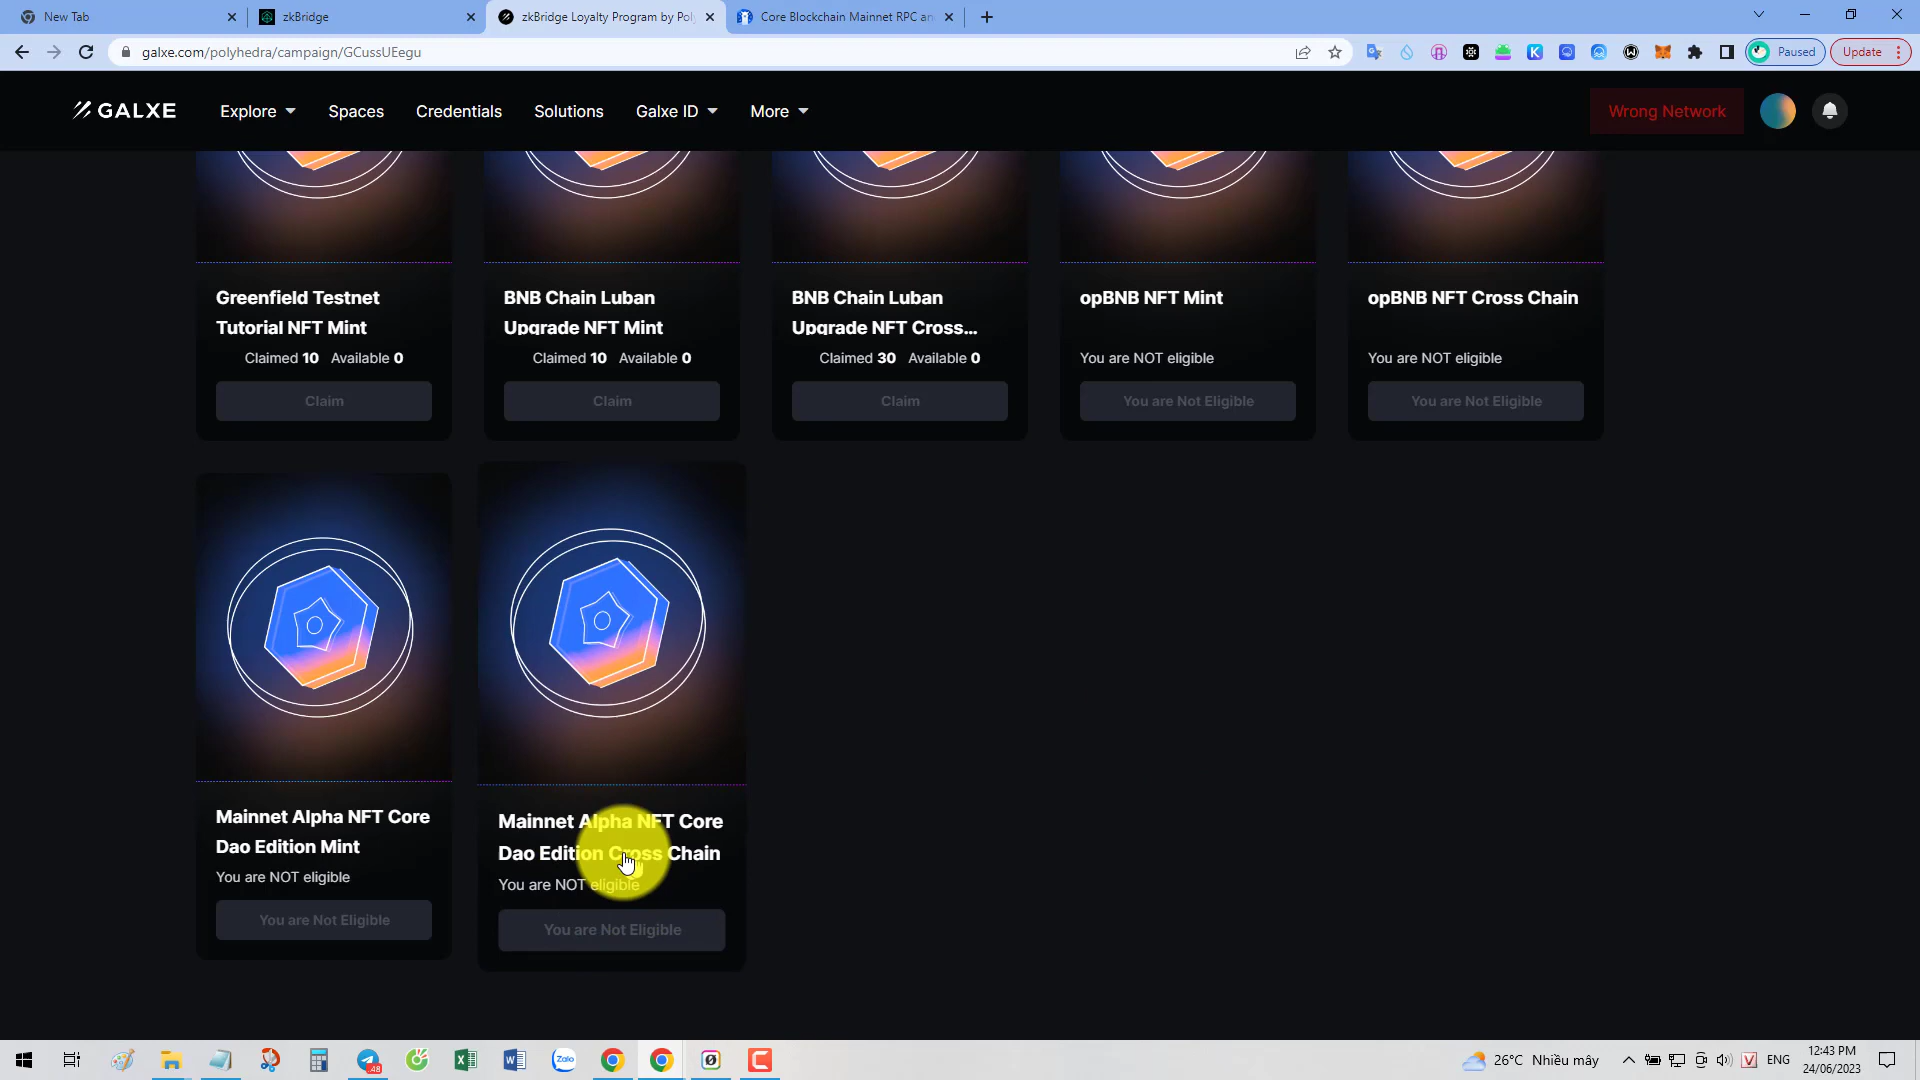 New Tab
zkBridge
zkBridge Loyalty Program by Pol
Core Blockchain Mainnet RPC an
galxe.com/polyhedra/campaign/GCussUEegu
Paused
Update
GALXE
Explore
Spaces
Credentials
Solutions
Galxe ID
More
Wrong Network
Greenfield Testnet
Tutorial NFT Mint
Claimed 10 Available 0
Claim
BNB Chain Luban
Upgrade NFT Mint
Claimed 10 Available 0
Claim
BNB Chain Luban
Upgrade NFT Cross...
Claimed 30 Available 0
Claim
opBNB NFT Mint
You are NOT eligible
You are Not Eligible
opBNB NFT Cross Chain
You are NOT eligible
You are Not Eligible
Mainnet Alpha NFT Core
Dao Edition Mint
You are NOT eligible
You are Not Eligible
Mainnet Alpha NFT Core
Dao Edition Cross Chain
You are NOT eligible
You are Not Eligible
Zalo
26°C Nhiều mây
ENG
12:43 PM
24/06/2023